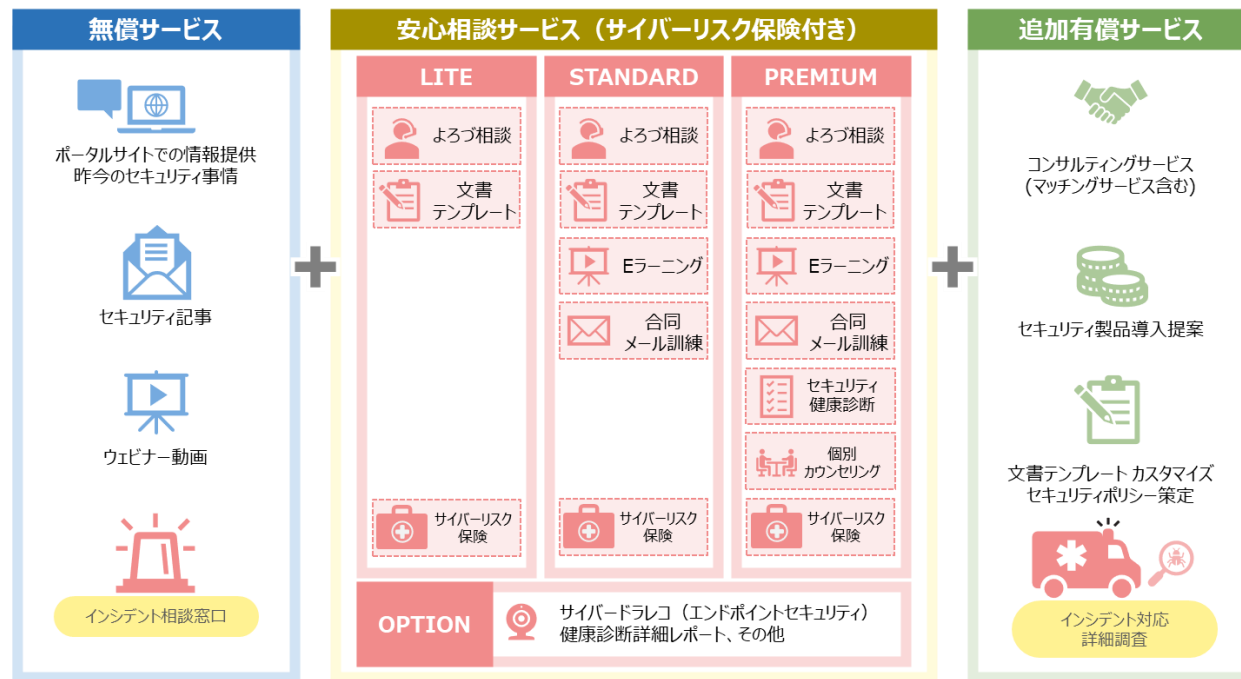 無償サービス
ポータルサイトでの情報提供
昨今のセキュリティ事情
セキュリティ記事
ウェビナー動画
インシデント相談窓口
安心相談サービス（サイバーリスク保険付き）
LITE
よろづ相談
文書
テンプレート
サイバーリスク
保険
STANDARD
よろづ相談
文書
テンプレート
Eラーニング
合同
メール訓練
サイバーリスク
保険
PREMIUM
よろづ相談
文書
テンプレート
Eラーニング
合同
メール訓練
セキュリティ
健康診断
個別
カウンセリング
サイバーリスク
保険
OPTION
サイバードラレコ（エンドポイントセキュリティ）
健康診断詳細レポート、その他
追加有償サービス
コンサルティングサービス
(マッチングサービス含む)
セキュリティ製品導入提案
文書テンプレート カスタマイズ
セキュリティポリシー策定
インシデント対応
詳細調査